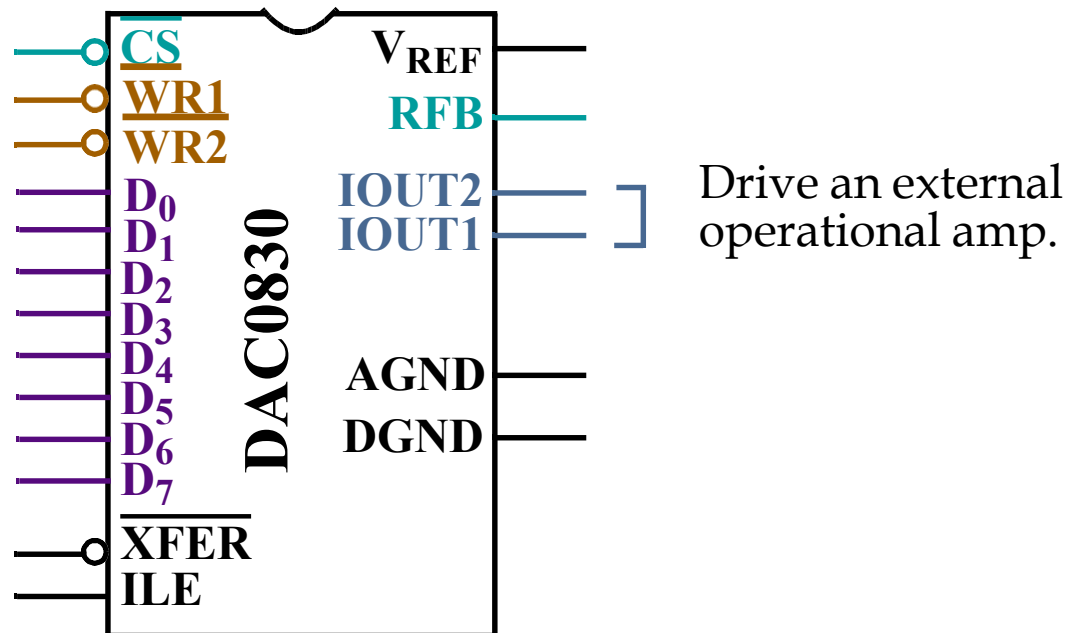 CS
WR1
WR2
D0
D1
D2
D3
D4
D5
D6
D7
XFER
ILE
DAC0830
VREF
RFB
IOUT2
IOUT1
AGND
DGND
Drive an external
operational amp.